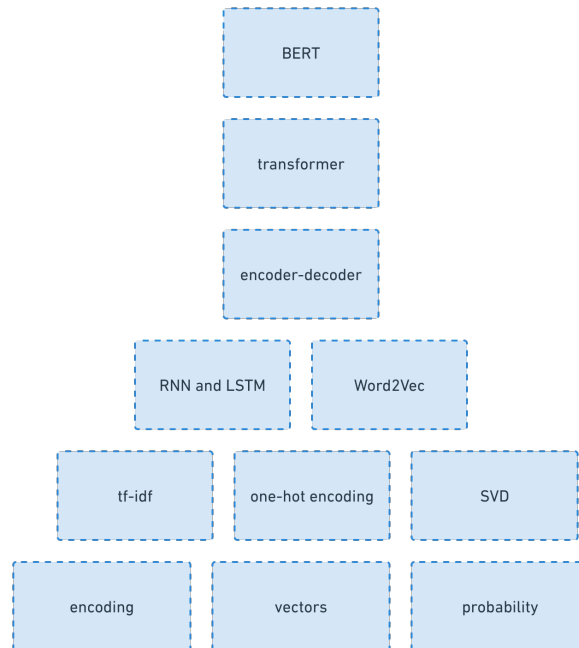 BERT
transformer
encoder-decoder
RNN and LSTM
Word2Vec
tf-idf
one-hot encoding
SVD
encoding
vectors
probability